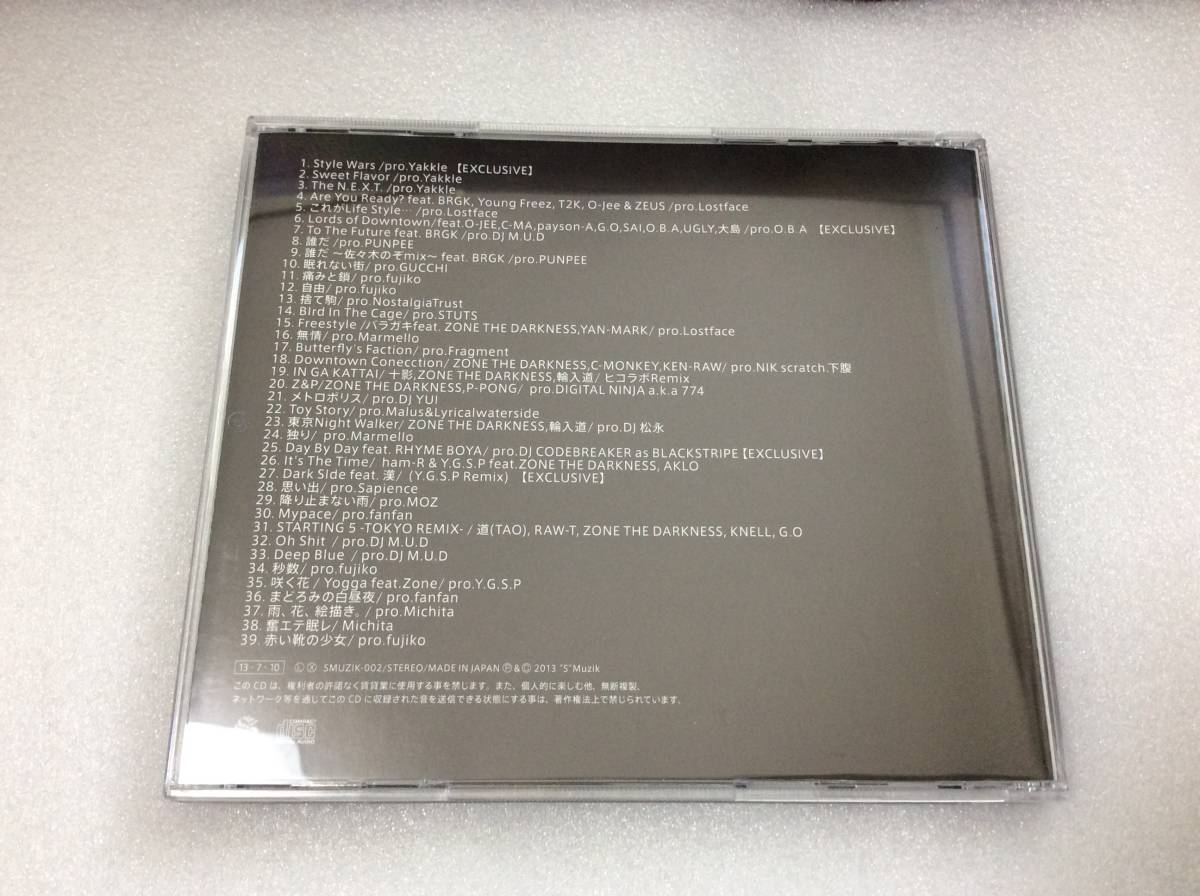 1. Style Wars /pro.Yakkle 【EXCLUSIVE】
2. Sweet Flavor /pro.Yakkle
3. The N.E.X.T. /pro.Yakkle
4. Are You Ready? feat. BRGK, Young Freez, T2K, O-Jee & ZEUS /pro.Lostface
5. これがLife Style… /pro.Lostface
6. Lords of Downtown/feat.O-JEE,C-MA,payson-A,G.O,SAI,O.B.A,UGLY,大島 /pro.O.B.A 【EXCLUSIVE】
7. To The Future feat. BRGK /pro.DJ M.U.D
8. 誰だ /pro.PUNPEE
9. 誰だ ～佐々木のぞmix～ feat. BRGK /pro.PUNPEE
10. 眠れない街/ pro.GUCCHI
11. 痛みと鎖/ pro.fujiko
12. 自由/ pro.fujiko
13. 捨て駒/ pro.NostalgiaTrust
14. BIrd In The Cage/ pro.STUTS
15. Freestyle /バラガキfeat. ZONE THE DARKNESS,YAN-MARK/ pro.Lostface
16. 無情/ pro.Marmello
17. Butterfly's Faction/ pro.Fragment
18. Downtown Conecction/ ZONE THE DARKNESS,C-MONKEY,KEN-RAW/ pro.NIK scratch.下腹
19. IN GA KATTAI/ 十影,ZONE THE DARKNESS,輪入道/ ヒコラボRemix
20. Z&P/ZONE THE DARKNESS,P-PONG/ pro.DIGITAL NINJA a.k.a 774
21. メトロポリス/ pro.DJ YUI
22. Toy Story/ pro.Malus&Lyricalwaterside
23. 東京Night Walker/ ZONE THE DARKNESS,輪入道/ pro.DJ 松永
24. 独り/ pro.Marmello
25. Day By Day feat. RHYME BOYA/ pro.DJ CODEBREAKER as BLACKSTRIPE【EXCLUSIVE】
26. It's The Time/ ham-R & Y.G.S.P feat.ZONE THE DARKNESS, AKLO
27. Dark SIde feat. 漢/ (Y.G.S.P Remix) 【EXCLUSIVE】
28. 思い出/ pro.Sapience
29. 降り止まない雨/ pro.MOZ
30. Mypace/ pro.fanfan
31. STARTING 5 -TOKYO REMIX- / 道(TAO), RAW-T, ZONE THE DARKNESS, KNELL, G.O
32. Oh Shit / pro.DJ M.U.D
33. Deep Blue / pro.DJ M.U.D
34. 秒数/ pro.fujiko
35. 咲く花 / Yogga feat.Zone/ pro.Y.G.S.P
36. まどろみの白昼夜/ pro.fanfan
37. 雨、花、絵描き。/ pro.Michita
38. 奮エテ眠レ/ Michita
39. 赤い靴の少女/ pro.fujiko
13・7・10 Ⓛ Ⓧ SMUZIK-002/STEREO/MADE IN JAPAN Ⓟ&Ⓒ 2013 "S"Muzik
このCDは、権利者の許諾なく賃貸業に使用する事を禁じます。また、個人的に楽しむ他、無断複製、
ネットワーク等を通じてこのCDに収録された音を送信できる状態にする事は、著作権法上で禁じられています。
COMPACT
disc
DIGITAL AUDIO